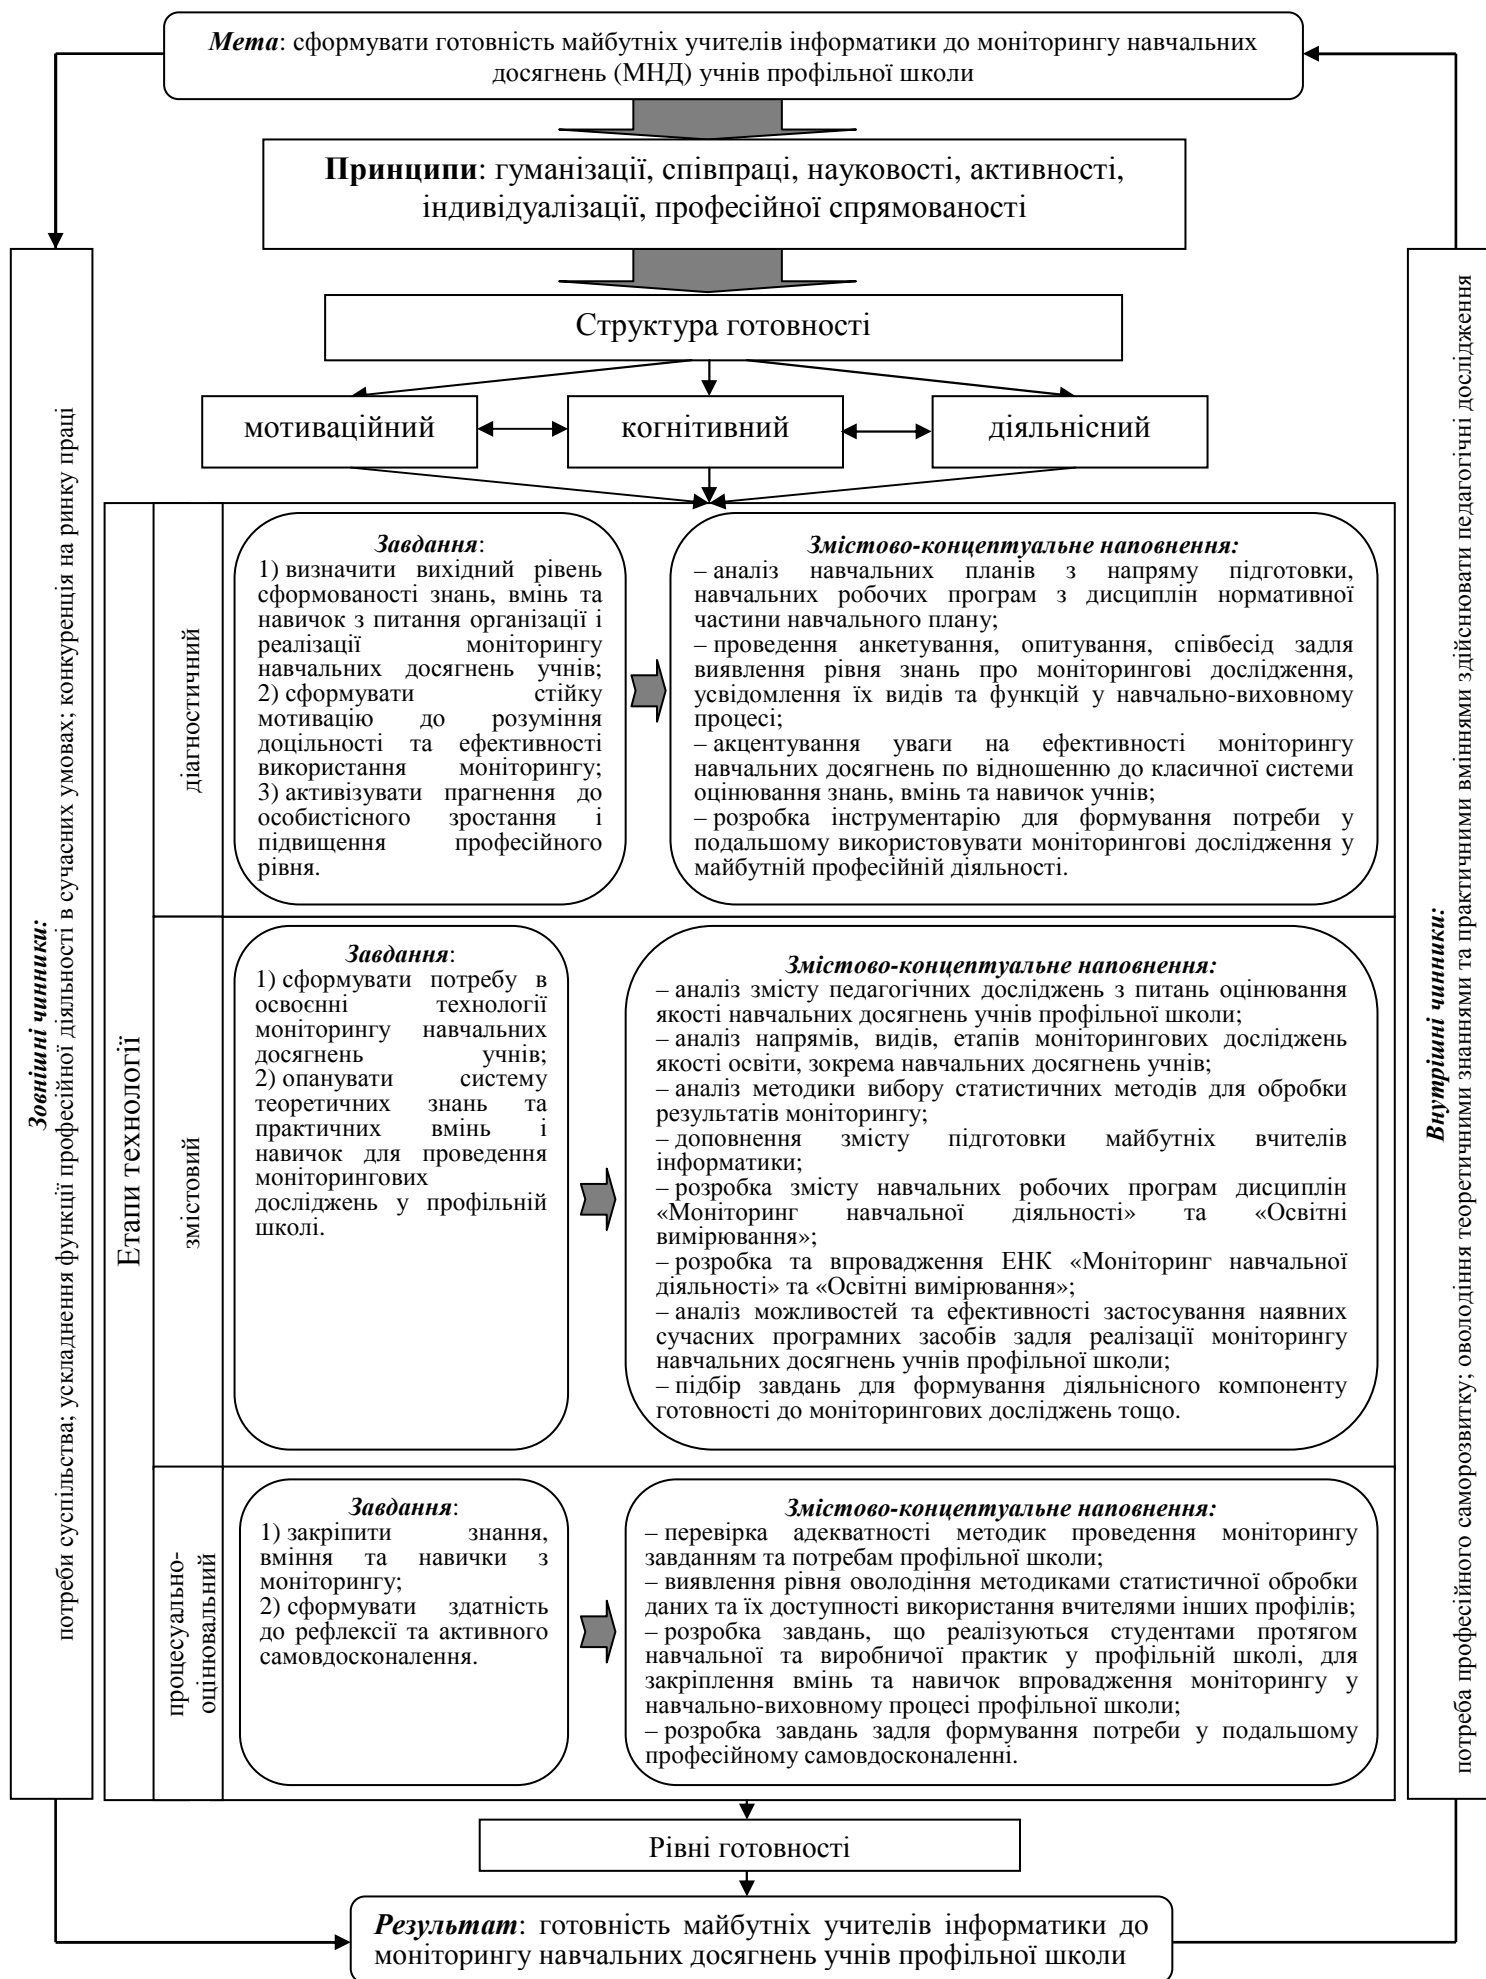 Мета: сформувати готовність майбутніх учителів інформатики до моніторингу навчальних
досягнень (МНД) учнів профільної школи
Принципи: гуманізації, співпраці, науковості, активності,
індивідуалізації, професійної спрямованості
Структура готовності
мотиваційний
когнітивний
діяльнісний
Зовнішні чинники:
потреби суспільства; ускладнення функції професійної діяльності в сучасних умовах; конкуренція на ринку праці
Етапи технології
діагностичний
Завдання:
1) визначити вихідний рівень
сформованості знань, вмінь та
навичок з питання організації і
реалізації моніторингу
навчальних досягнень учнів;
2) сформувати стійку
мотивацію до розуміння
доцільності та ефективності
використання моніторингу;
3) активізувати прагнення до
особистісного зростання і
підвищення професійного
рівня.
Змістово-концептуальне наповнення:
– аналіз навчальних планів з напряму підготовки,
навчальних робочих програм з дисциплін нормативної
частини навчального плану;
– проведення анкетування, опитування, співбесід задля
виявлення рівня знань про моніторингові дослідження,
усвідомлення їх видів та функцій у навчально-виховному
процесі;
– акцентування уваги на ефективності моніторингу
навчальних досягнень по відношенню до класичної системи
оцінювання знань, вмінь та навичок учнів;
– розробка інструментарію для формування потреби у
подальшому використовувати моніторингові дослідження у
майбутній професійній діяльності.
змістовий
Завдання:
1) сформувати потребу в
освоєнні технології
моніторингу навчальних
досягнень учнів;
2) опанувати систему
теоретичних знань та
практичних вмінь і
навичок для проведення
моніторингових
досліджень у профільній
школі.
Змістово-концептуальне наповнення:
– аналіз змісту педагогічних досліджень з питань оцінювання
якості навчальних досягнень учнів профільної школи;
– аналіз напрямів, видів, етапів моніторингових досліджень
якості освіти, зокрема навчальних досягнень учнів;
– аналіз методики вибору статистичних методів для обробки
результатів моніторингу;
– доповнення змісту підготовки майбутніх вчителів
інформатики;
– розробка змісту навчальних робочих програм дисциплін
«Моніторинг навчальної діяльності» та «Освітні
вимірювання»;
– розробка та впровадження ЕНК «Моніторинг навчальної
діяльності» та «Освітні вимірювання»;
– аналіз можливостей та ефективності застосування наявних
сучасних програмних засобів задля реалізації моніторингу
навчальних досягнень учнів профільної школи;
– підбір завдань для формування діяльнісного компоненту
готовності до моніторингових досліджень тощо.
процесуально-
оцінювальний
Завдання:
1) закріпити знання,
вміння та навички з
моніторингу;
2) сформувати здатність
до рефлексії та активного
самовдосконалення.
Змістово-концептуальне наповнення:
– перевірка адекватності методик проведення моніторингу
завданням та потребам профільної школи;
– виявлення рівня оволодіння методиками статистичної обробки
даних та їх доступності використання вчителями інших профілів;
– розробка завдань, що реалізуються студентами протягом
навчальної та виробничої практик у профільній школі, для
закріплення вмінь та навичок впровадження моніторингу у
навчально-виховному процесі профільної школи;
– розробка завдань задля формування потреби у подальшому
професійному самовдосконаленні.
Внутрішні чинники:
потреба професійного саморозвитку; оволодіння теоретичними знаннями та практичними вміннями здійснювати педагогічні дослідження
Рівні готовності
Результат: готовність майбутніх учителів інформатики до
моніторингу навчальних досягнень учнів профільної школи